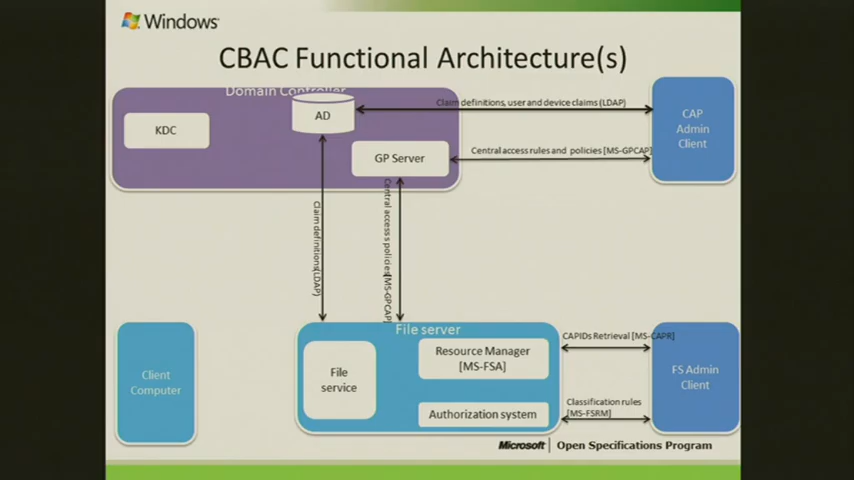 Windows
CBAC Functional Architecture(s)
Domain Controller
KDC
AD
GP Server
Claim definitions, user and device claims (LDAP)
Central access rules and policies [MS-GPCAP]
CAP
Admin
Client
Claim definitions(LDAP)
Central access s policies[MS-GPCAP]
Client
Computer
File server
File
service
Resource Manager
[MS-FSA]
Authorization system
CAPIDs Retrieval [MS-CAPR]
Classification rules
[MS-FSRM]
FS Admin
Client
Microsoft | Open Specifications Program